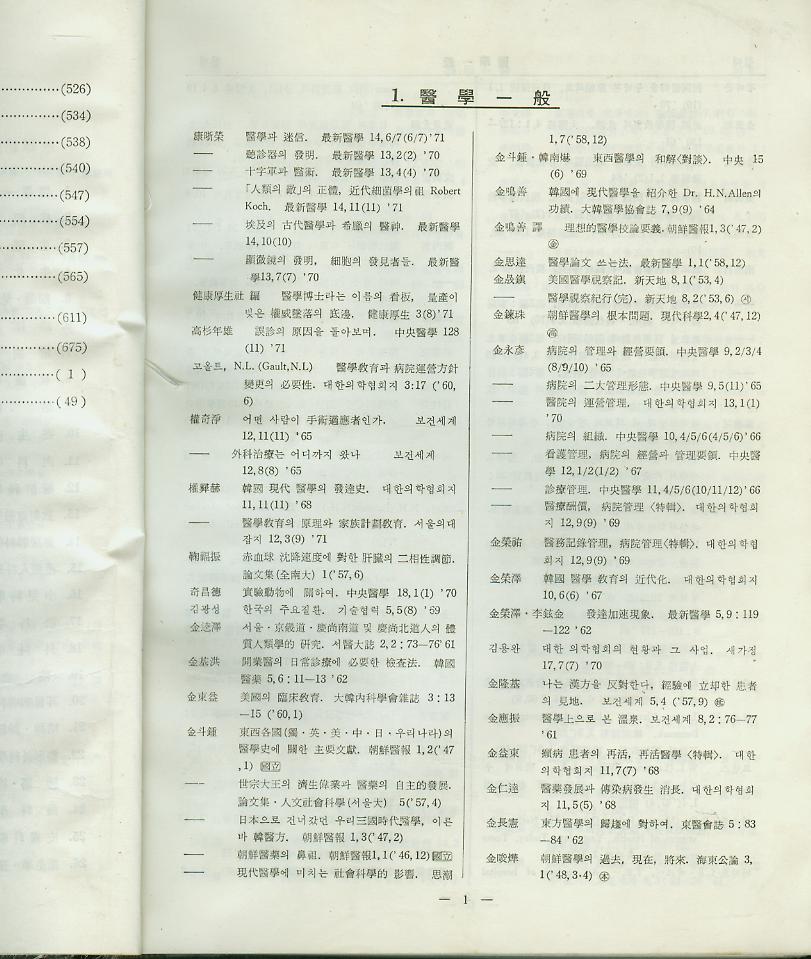 (526)
(534)
(538)
(540)
(547)
(554)
(557)
(565)
(611)
(675)
( 1 )
( 49 )
1. 醫學一般
康晰榮 醫學과 迷信. 最新醫學 14,6/7(6/7)'71
── 聽診器의 發明. 最新醫學 13,2(2) '70
── 十字軍과 醫術. 最新醫學 13,4(4) '70
── 「人類의 敵」의 正體, 近代細菌學의祖 Robert
Koch. 最新醫學 14,11(11) '71
── 埃及의 古代醫學과 希臘의 醫神. 最新醫學
14,10(10)
── 顯微鏡의 發明, 細胞의 發見者들. 最新醫
學13,7(7) '70
健康厚生社 編 醫學博士라는 이름의 看板, 量產이
빚은 權威墜落의 底邊. 健康厚生 3(8)'71
高杉年雄 誤診의 原因을 돌아보며. 中央醫學 128
(11) '71
고울트, N.L. (Gault,N.L) 醫學敎育과 病院運營方針
變更의 必要性. 대한의학협회지 3:17 ('60,
6)
權奇淨 어떤 사람이 手術適應者인가. 보건세계
12,11(11) '65
── 外科治療는 어디까지 왔나 보건세계
12,8(8) '65
權彛赫 韓國 現代 醫學의 發達史. 대한의학협회지
11,11(11) '68
── 醫學敎育의 原理와 家族計劃敎育. 서울의대
잡지 12,3(9) '71
鞠福振 赤血球 沈降速度에 對한 肝臟의 二相性調節.
論文集(全南大) 1('57,6)
奇昌德 實驗動物에 關하여. 中央醫學 18,1(1) '70
김광성 한국의 주요질환. 기술협력 5,5(8) '69
金達澤 서울・京畿道・慶尙南道 및 慶尙北道人의 體
質人類學的 研究. 서醫大誌 2,2:73—76'61
金基洪 開業醫의 日常診療에 必要한 檢査法. 韓國
醫藥 5,6:11—13 '62
金東益 美國의 臨床敎育. 大韓內科學會雜誌 3:13
—15 ('60,1)
金斗鍾 東西各國(獨・英・美・中・日・우리나라)의
醫學史에 關한 主要文獻. 朝鮮醫報 1,2('47
,1) 國立
── 世宗大王의 濟生偉業과 醫藥의 自主的發展.
論文集・人文社會科學(서울大) 5('57,4)
── 日本으로 건너갔던 우리三國時代醫學, 이른
바 韓醫方. 朝鮮醫報 1,3('47,2)
── 朝鮮醫藥의 鼻祖. 朝鮮醫報1,1('46,12)國立
── 現代醫學에 미치는 社會科學的 影響. 思潮
1,7('58,12)
金斗鍾・韓南 東西醫學의 和解〈對談〉. 中央 15
(6) '69
金鳴善 韓國에 現代醫學을 紹介한 Dr. H.N.Allen의
功績. 大韓醫學協會誌 7,9(9) '64
金鳴善 譯 理想的醫學校論要義.朝鮮醫報1,3('47,2)
金思達 醫學論文 쓰는法. 最新醫學 1,1('58,12)
金晟鎭 美國醫學視察記. 新天地 8,1('53,4)
── 醫學視察紀行(完). 新天地 8,2('53,6) ㊄
金鍊珠 朝鮮醫學의 根本問題. 現代科學2,4('47,12)
金永彦 病院의 管理와 經營要領. 中央醫學 9,2/3/4
(8/9/10) '65
── 病院의 二大管理形態. 中央醫學 9,5(11)'65
── 醫院의 運營管理. 대한의학협회지 13,1(1)
'70
── 病院의 組織. 中央醫學 10,4/5/6(4/5/6)'66
── 看護管理, 病院의 經營과 管理要領. 中央醫
學 12,1/2(1/2) '67
── 診療管理. 中央醫學 11,4/5/6(10/11/12)'66
── 醫療酬價, 病院管理〈特輯〉. 대한의학협회
지 12,9(9) '69
金榮祐 醫務記錄管理, 病院管理〈特輯〉. 대한의학협
회지 12,9(9) '69
金榮澤 韓國 醫學 敎育의 近代化. 대한의학협회지
10,6(6) '67
金榮澤・李鉉金 發達加速現象. 最新醫學 5,9:119
—122 '62
김용완 대한 의학협회의 현황과 그 사업. 새가정
17,7(7) '70
金隆基 나는 漢方을 反對한다, 經驗에 立却한 患者
의 見地. 보건세계 5,4 ('57,9)
金應振 醫學上으로 본 溫泉. 보건세계 8,2:76—77
'61
金益東 癩病 患者의 再活, 再活醫學〈特輯〉. 대한
의학협회지 11,7(7) '68
金仁達 醫藥發展과 傳染病發生 消長. 대한의학협회
지 11,5(5) '68
金長憲 東方醫學의 歸趨에 對하여. 東醫會誌 5:83
—84 '62
金晙燁 朝鮮醫學의 過去, 現在, 將來. 海東公論 3,
1('48,3·4)
— 1 —